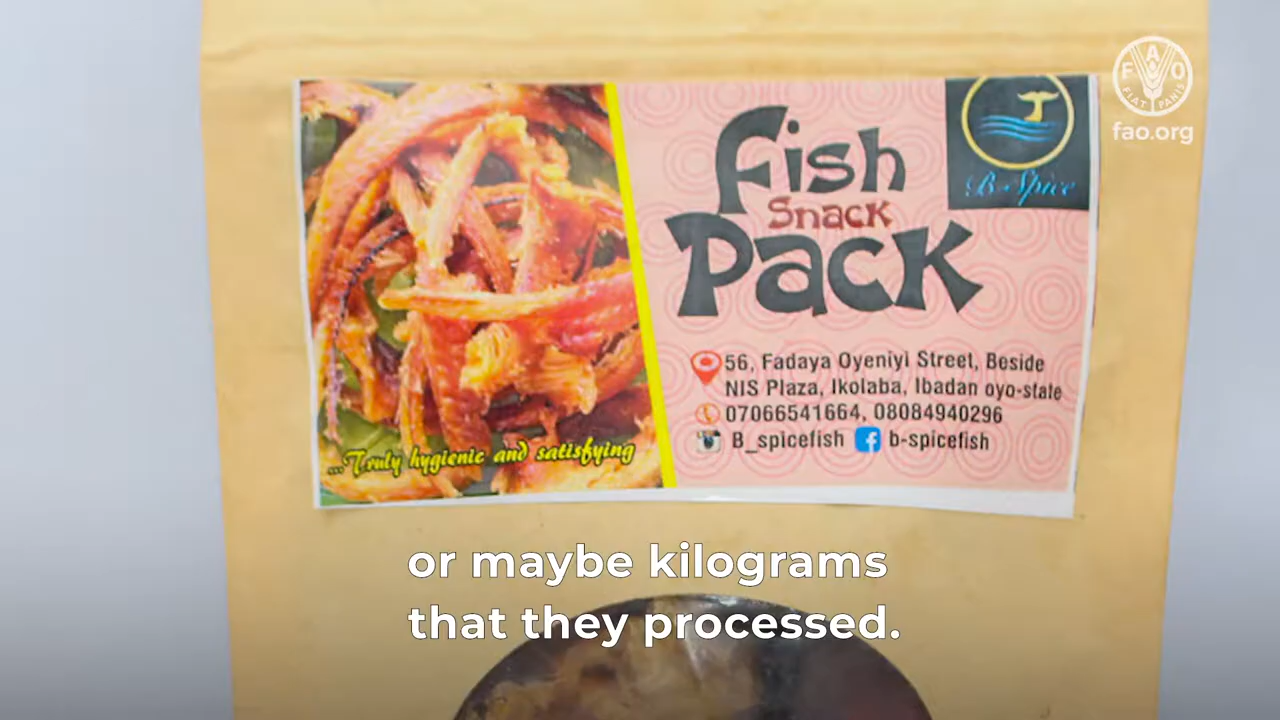 FAO
FIAT PANIS
fao.org
B-Spice
Fish
Snack
Pack
56, Fadaya Oyeniyi Street, Beside
NIS Plaza, Ikolaba, Ibadan oyo-state
07066541664, 08084940296
B_spicefish b-spicefish
...Truly hygienic and satisfying
or maybe kilograms
that they processed.